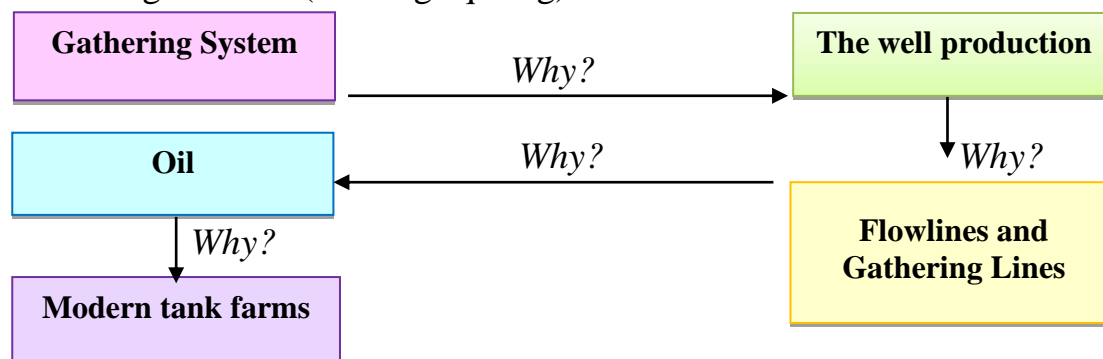 Gathering System
The well production
Why?
Oil
Why?
Why?
Flowlines and
Gathering Lines
Why?
Modern tank farms